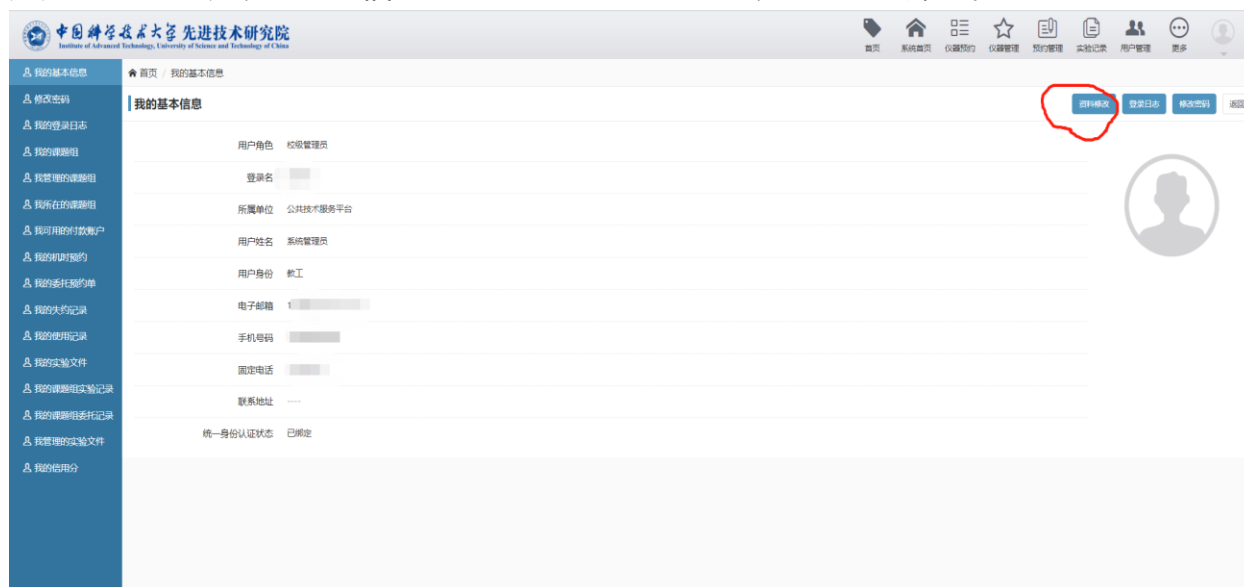 中国科学技术大学 先进技术研究院
Institute of Advanced Technology, University of Science and Technology of China
首页
系统首页
仪器预约
仪器管理
预约管理
实验记录
用户管理
更多
我的基本信息
修改密码
我的登录日志
我的课题组
我管理的课题组
我所在的课题组
我可用的付款账户
我的机时预约
我的委托预约单
我的失约记录
我的使用记录
我的实验文件
我的课题组实验记录
我的课题组委托记录
我管理的实验文件
我的信用分
首页 / 我的基本信息
我的基本信息
资料修改
登录日志
修改密码
返回
用户角色 校级管理员
登录名
所属单位 公共技术服务平台
用户姓名 系统管理员
用户身份 教工
电子邮箱 1
手机号码
固定电话
联系地址 ----
统一身份认证状态 已绑定